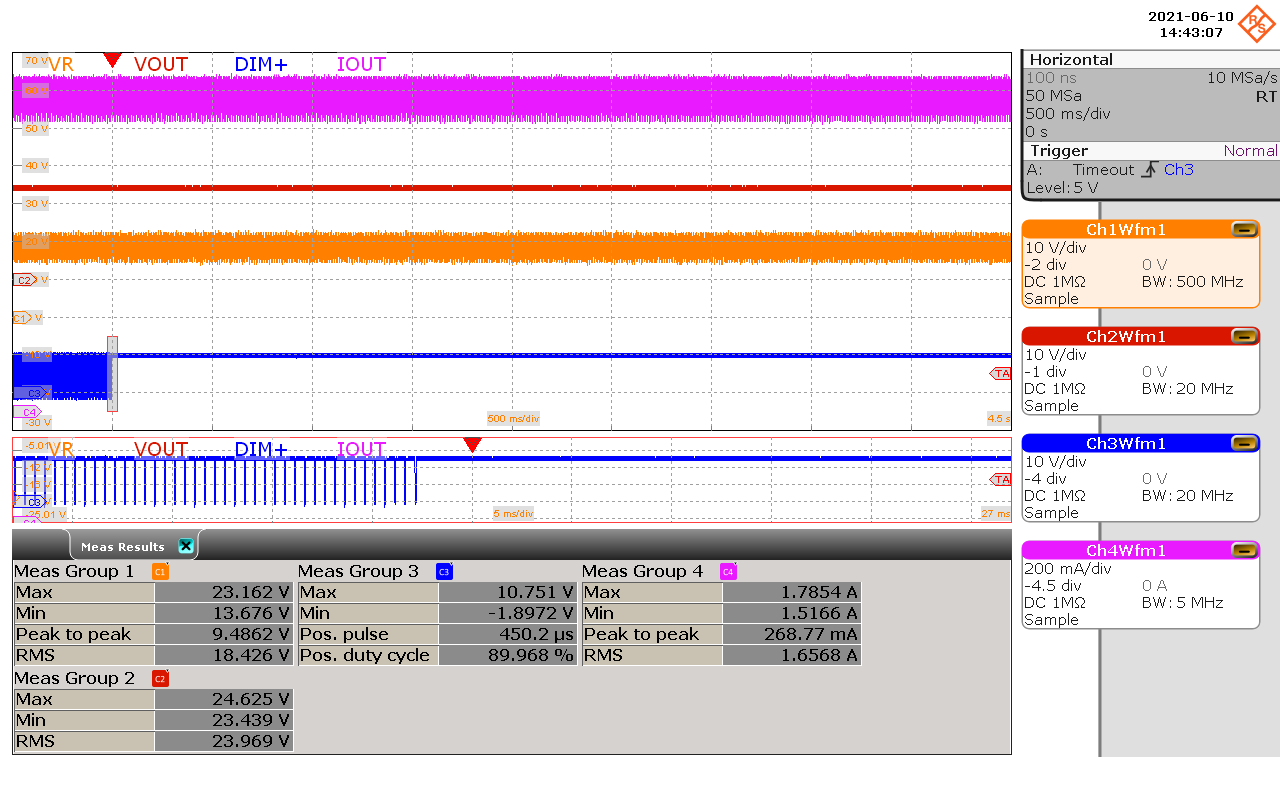 2021-06-10
14:43:07
R S
70 V VR VOUT DIM+ IOUT
50 V
40 V
30 V
20 V
C2 V
C1 V
C3
C4
-30 V 500 ms/div 4.5 s
TA
-5.01 VR VOUT DIM+ IOUT
-12 V
-15 V
TA
C3
-25.01 V 5 ms/div 27 ms
C4
Meas Results
Meas Group 1 C1 Meas Group 3 C3 Meas Group 4 C4
Max 23.162 V Max 10.751 V Max 1.7854 A
Min 13.676 V Min -1.8972 V Min 1.5166 A
Peak to peak 9.4862 V Pos. pulse 450.2 µs Peak to peak 268.77 mA
RMS 18.426 V Pos. duty cycle 89.968 % RMS 1.6568 A
Meas Group 2 C2
Max 24.625 V
Min 23.439 V
RMS 23.969 V
Horizontal
100 ns 10 MSa/s
50 MSa RT
500 ms/div
0 s
Trigger Normal
A: Timeout Ch3
Level: 5 V
Ch1Wfm1
10 V/div
-2 div 0 V
DC 1MΩ BW: 500 MHz
Sample
Ch2Wfm1
10 V/div
-1 div 0 V
DC 1MΩ BW: 20 MHz
Sample
Ch3Wfm1
10 V/div
-4 div 0 V
DC 1MΩ BW: 20 MHz
Sample
Ch4Wfm1
200 mA/div
-4.5 div 0 A
DC 1MΩ BW: 5 MHz
Sample